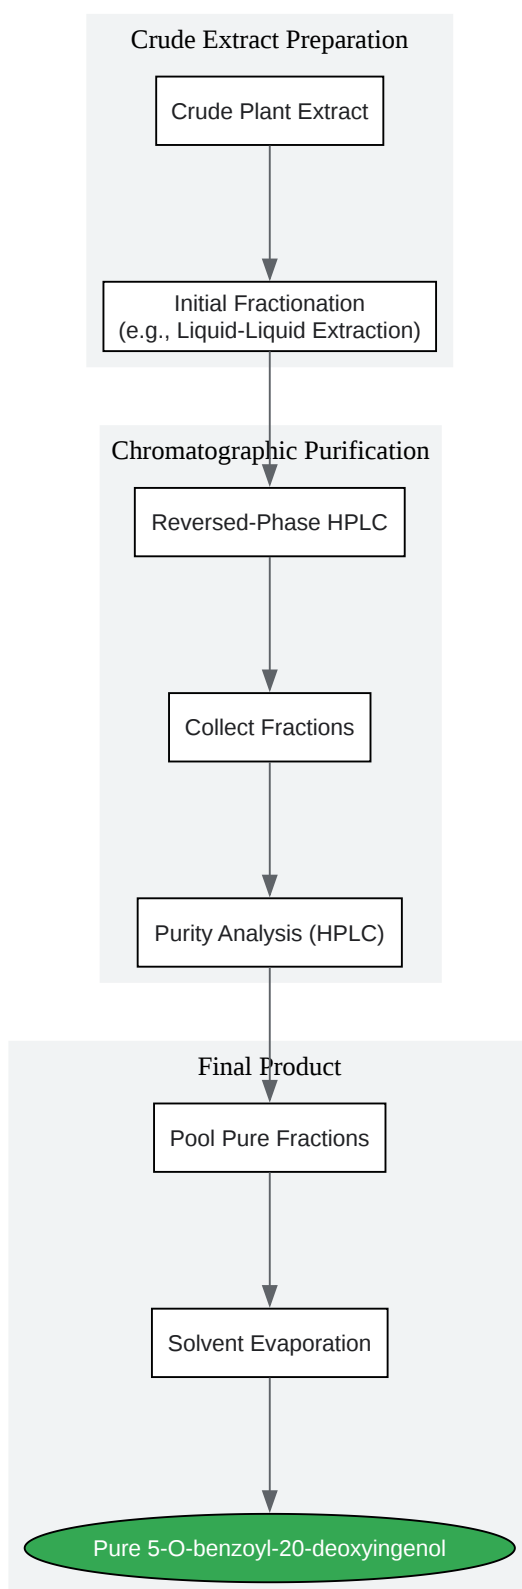 Crude Extract Preparation
Crude Plant Extract
Initial Fractionation
(e.g., Liquid-Liquid Extraction)
Chromatographic Purification
Reversed-Phase HPLC
Collect Fractions
Purity Analysis (HPLC)
Final Product
Pool Pure Fractions
Solvent Evaporation
Pure 5-O-benzoyl-20-deoxyingenol